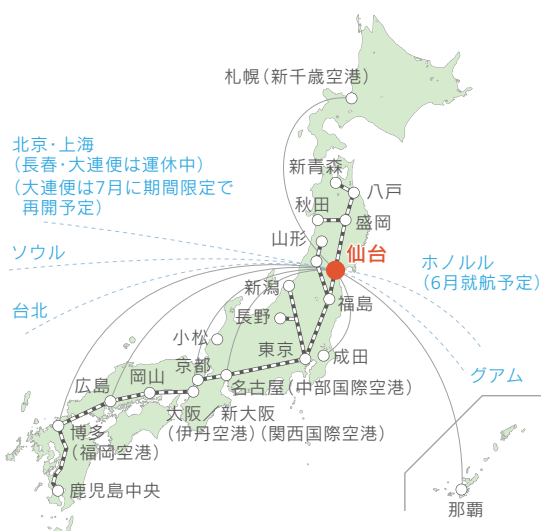 札幌（新千歳空港）
北京・上海
（長春・大連便は運休中）
（大連便は7月に期間限定で
再開予定）
新青森
八戸
秋田
盛岡
山形
仙台
ソウル
ホノルル
（6月就航予定）
新潟
福島
台北
長野
小松
東京
成田
京都
グアム
岡山
広島
名古屋（中部国際空港）
大阪／新大阪
（伊丹空港）（関西国際空港）
博多
（福岡空港）
鹿児島中央
那覇